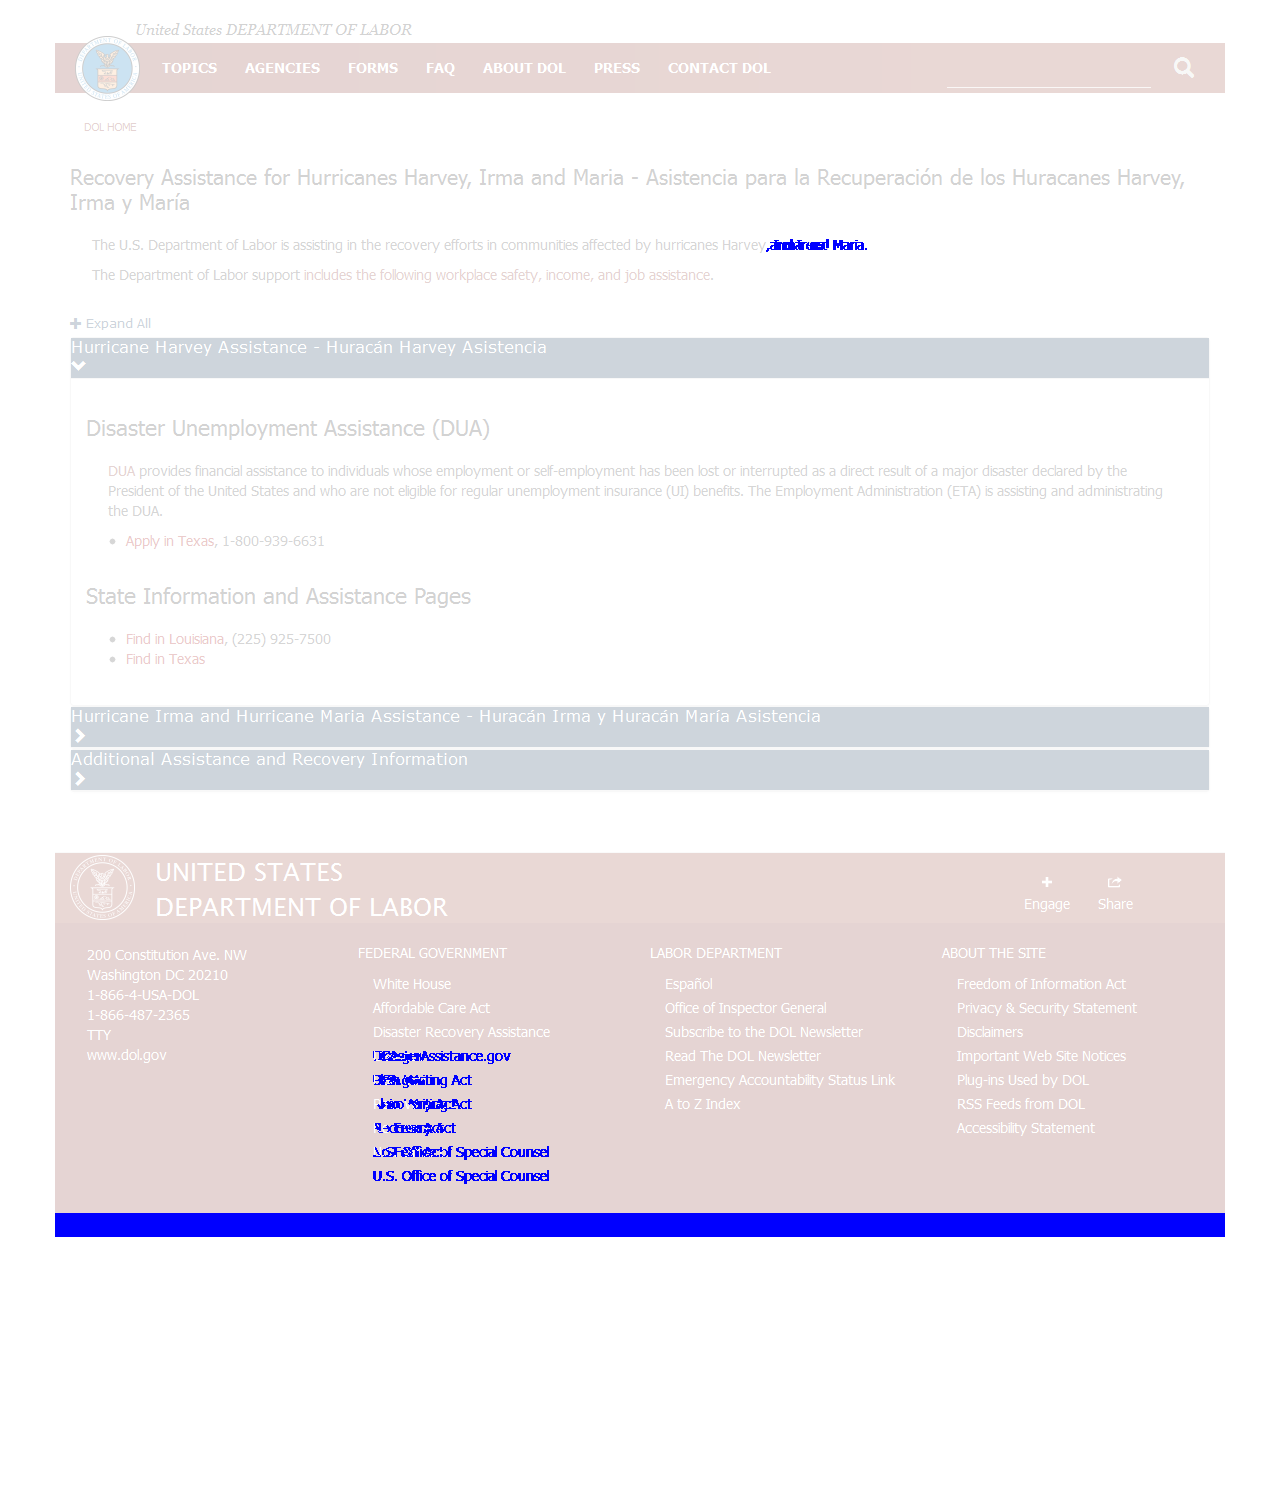 United States DEPARTMENT OF LABOR
TOPICS AGENCIES FORMS FAQ ABOUT DOL PRESS CONTACT DOL
DOL HOME
Recovery Assistance for Hurricanes Harvey, Irma and Maria - Asistencia para la Recuperación de los Huracanes Harvey,
Irma y María
The U.S. Department of Labor is assisting in the recovery efforts in communities affected by hurricanes Harvey Maria.
The Department of Labor support includes the following workplace safety, income, and job assistance.
Expand All
Hurricane Harvey Assistance - Huracán Harvey Asistencia
Disaster Unemployment Assistance (DUA)
DUA provides financial assistance to individuals whose employment or self-employment has been lost or interrupted as a direct result of a major disaster declared by the
President of the United States and who are not eligible for regular unemployment insurance (UI) benefits. The Employment Administration (ETA) is assisting and administrating
the DUA.
• Apply in Texas, 1-800-939-6631
State Information and Assistance Pages
• Find in Louisiana, (225) 925-7500
• Find in Texas
Hurricane Irma and Hurricane Maria Assistance - Huracán Irma y Huracán María Asistencia
Additional Assistance and Recovery Information
UNITED STATES
DEPARTMENT OF LABOR
Engage Share
200 Constitution Ave. NW
Washington DC 20210
1-866-4-USA-DOL
1-866-487-2365
TTY
www.dol.gov
FEDERAL GOVERNMENT
White House
Affordable Care Act
Disaster Recovery Assistance
Assistance.gov
Act
Act
Act
Office of Special Counsel
U.S. Office of Special Counsel
LABOR DEPARTMENT
Español
Office of Inspector General
Subscribe to the DOL Newsletter
Read The DOL Newsletter
Emergency Accountability Status Link
A to Z Index
ABOUT THE SITE
Freedom of Information Act
Privacy & Security Statement
Disclaimers
Important Web Site Notices
Plug-ins Used by DOL
RSS Feeds from DOL
Accessibility Statement